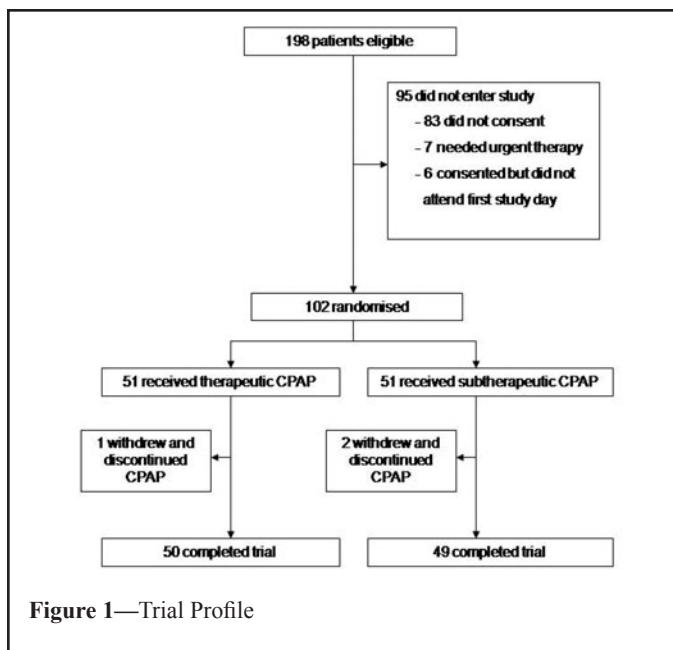 198 patients eligible
95 did not enter study
- 83 did not consent
- 7 needed urgent therapy
- 6 consented but did not
attend first study day
102 randomised
51 received therapeutic CPAP
51 received subtherapeutic CPAP
1 withdrew and
discontinued
CPAP
2 withdrew and
discontinued
CPAP
50 completed trial
49 completed trial
Figure 1—Trial Profile